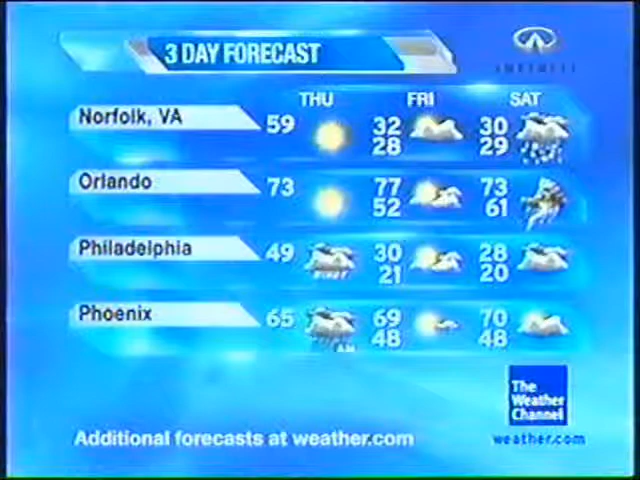 3 DAY FORECAST
INFINITI
THU FRI SAT
Norfolk, VA 59 32 30
28 29
Orlando 73 77 73
52 61
Philadelphia 49 30 28
WINDY 21 20
Phoenix 65 69 70
AM 48 48
The
Weather
Channel
Additional forecasts at weather.com weather.com